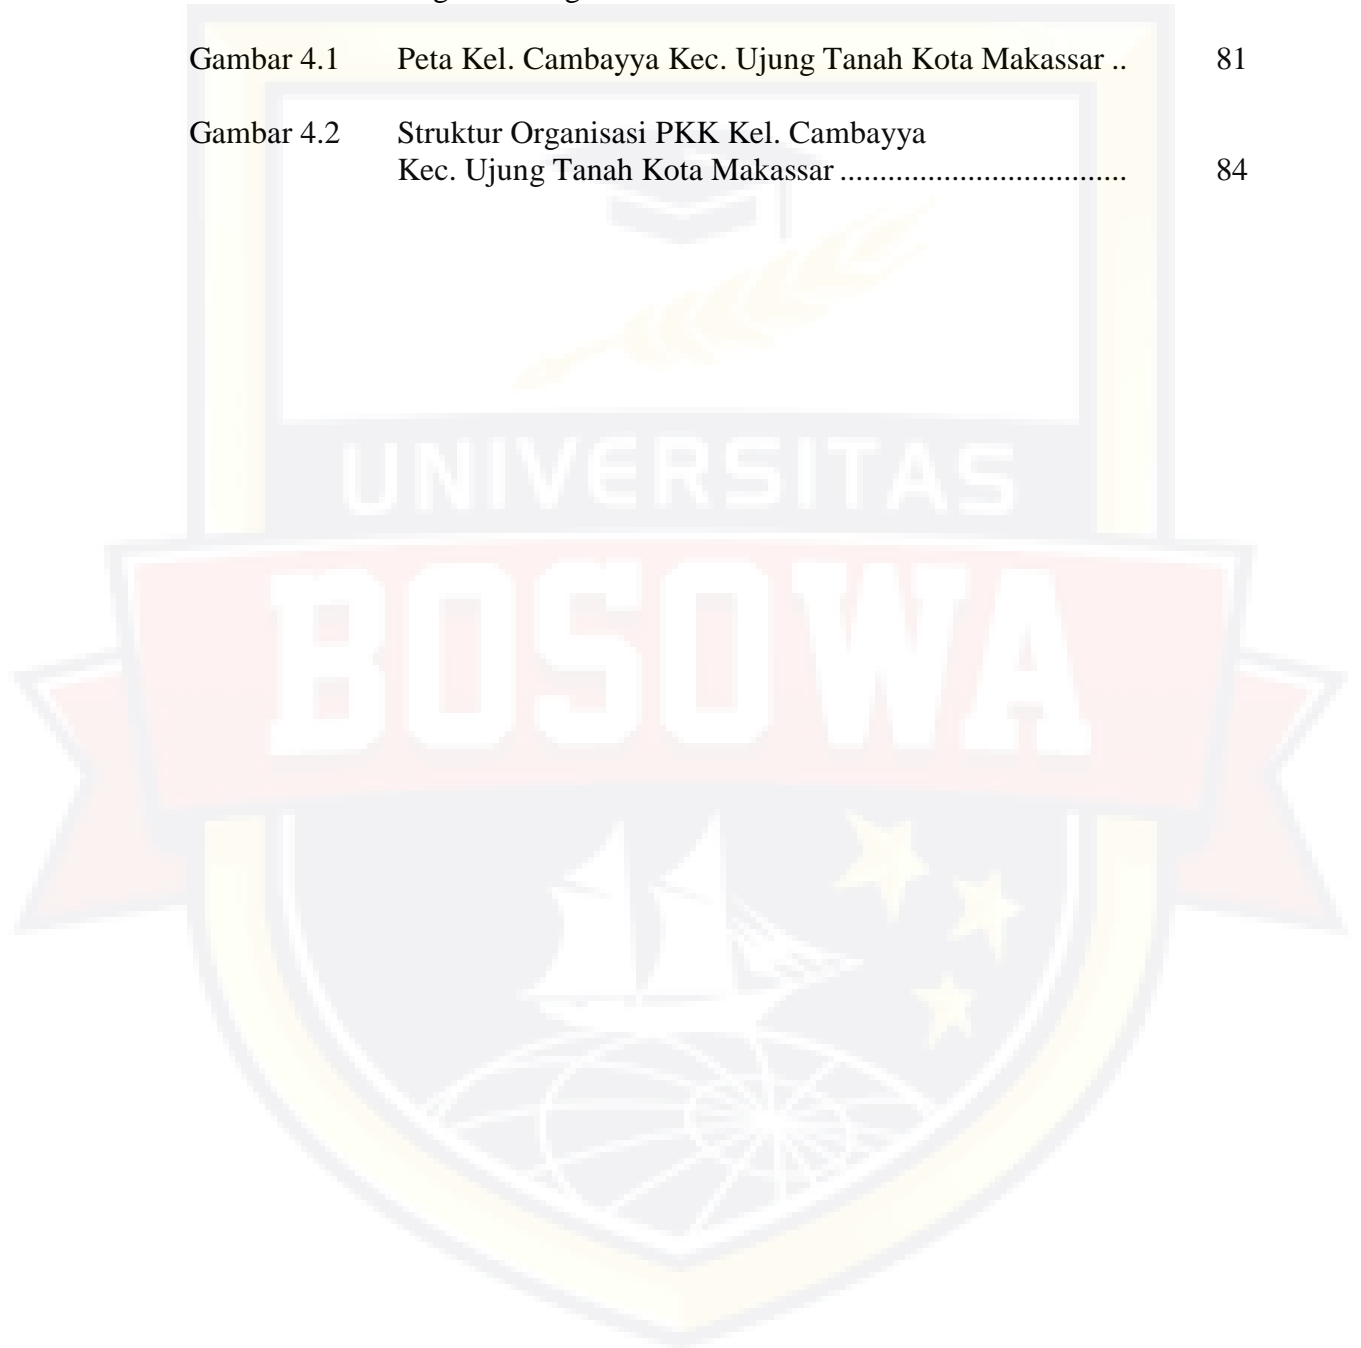 Gambar 4.1 Peta Kel. Cambayya Kec. Ujung Tanah Kota Makassar .. 81
Gambar 4.2 Struktur Organisasi PKK Kel. Cambayya
Kec. Ujung Tanah Kota Makassar .................................... 84
UNIVERSITAS
BOSOWA